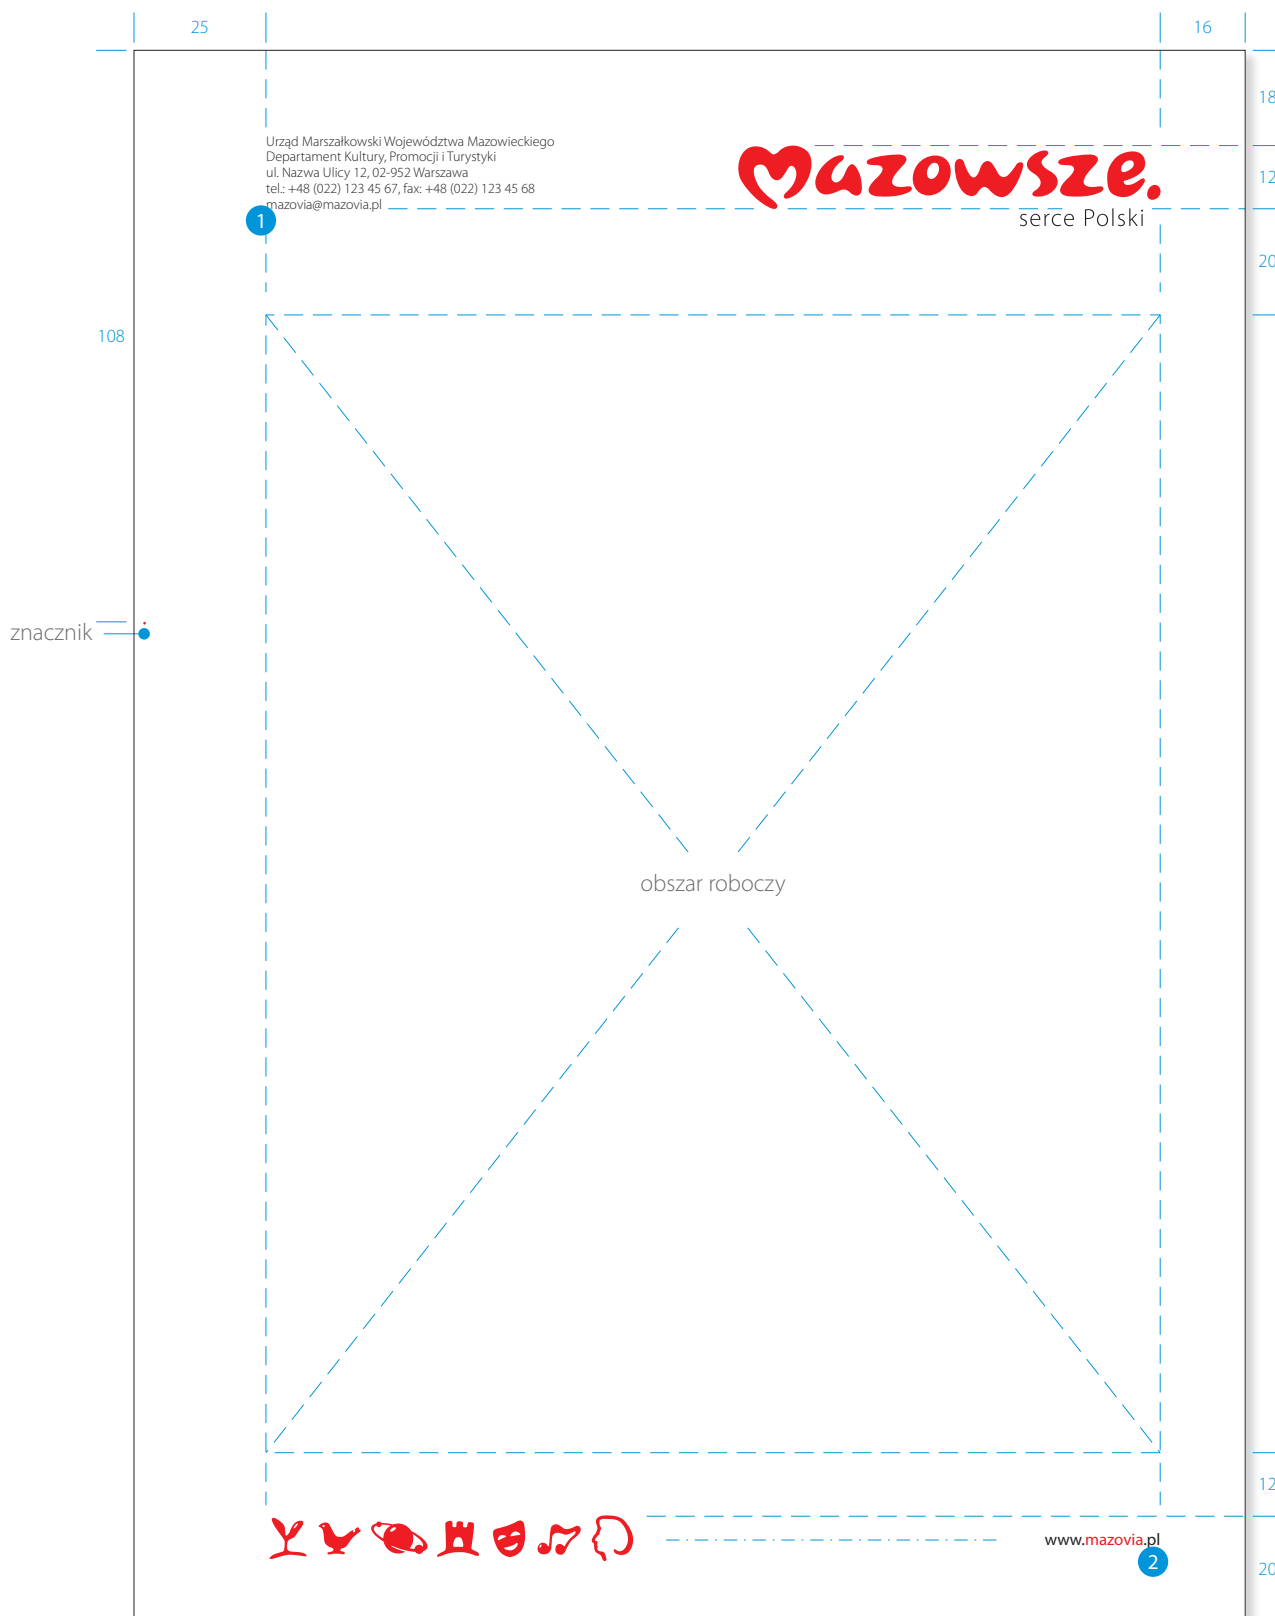 25
16
18
Urząd Marszałkowski Województwa Mazowieckiego
Departament Kultury, Promocji i Turystyki
ul. Nazwa Ulicy 12, 02-952 Warszawa
tel.: +48 (022) 123 45 67, fax: +48 (022) 123 45 68
mazovia@mazovia.pl
1
mazowsze.
serce Polski
12
20
108
znacznik
obszar roboczy
12
www.mazovia.pl
2
20